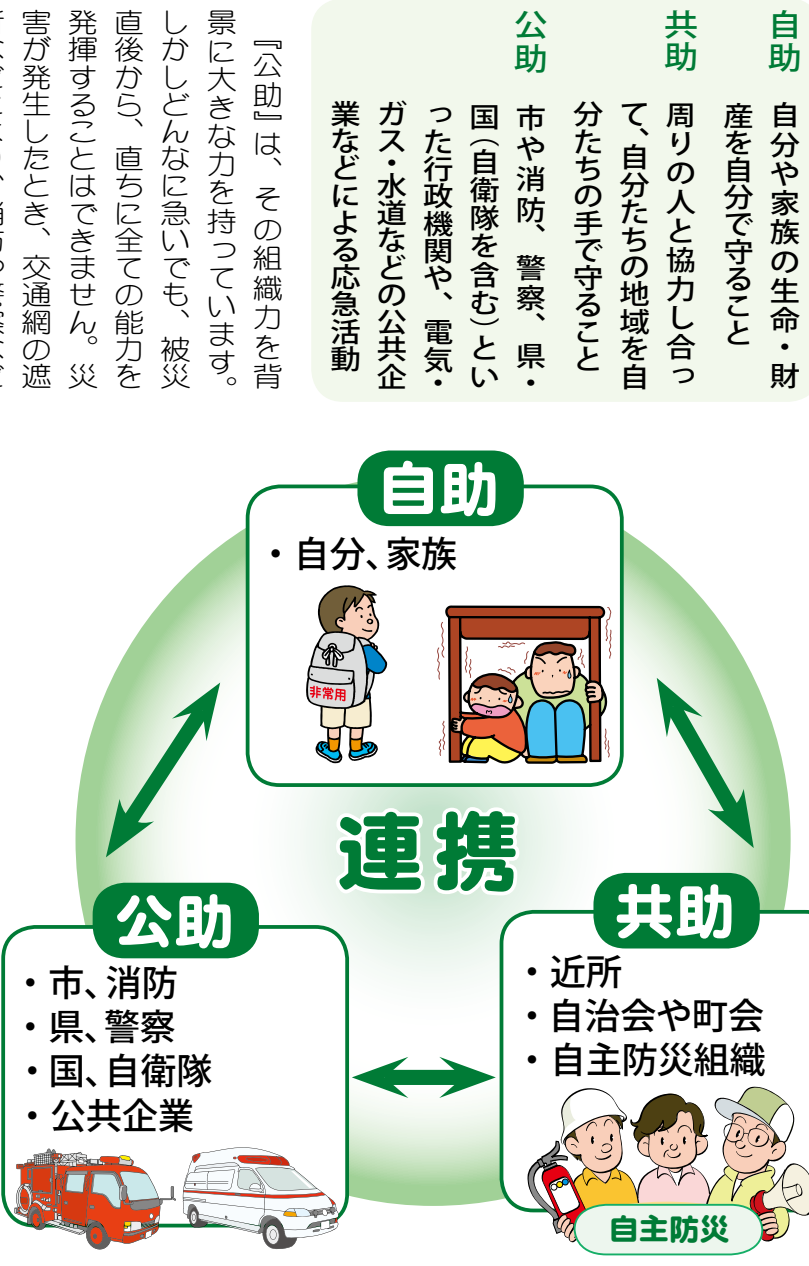 自助
自分や家族の生命・財
産を自分で守ること
共助
周りの人と協力し合っ
て、自分たちの地域を自
分たちの手で守ること
公助
市や消防、警察、県・
国（自衛隊を含む）とい
った行政機関や、電気・
ガス・水道などの公共企
業などによる応急活動
『公助』は、その組織力を背
景に大きな力を持っています。
しかしどんなに急いでも、被災
直後から、直ちに全ての能力を
発揮することはできません。災
害が発生したとき、交通網の遮
自助
・自分、家族
非常用
連携
公助
・市、消防
・県、警察
・国、自衛隊
・公共企業
共助
・近所
・自治会や町会
・自主防災組織
自主防災